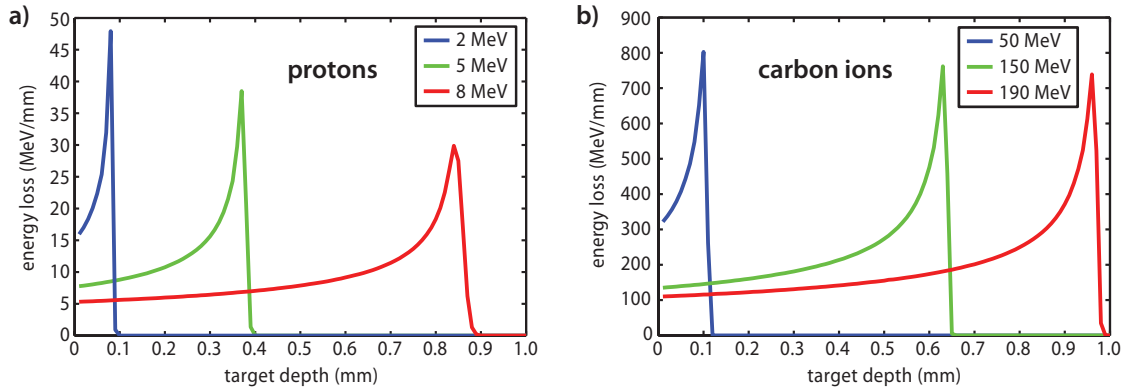 a)
50
45
40
35
30
25
20
15
10
5
0
energy loss (MeV/mm)
protons
2 MeV
5 MeV
8 MeV
0 0.1 0.2 0.3 0.4 0.5 0.6 0.7 0.8 0.9 1.0
target depth (mm)
b)
900
800
700
600
500
400
300
200
100
0
energy loss (MeV/mm)
carbon ions
50 MeV
150 MeV
190 MeV
0 0.1 0.2 0.3 0.4 0.5 0.6 0.7 0.8 0.9 1.0
target depth (mm)